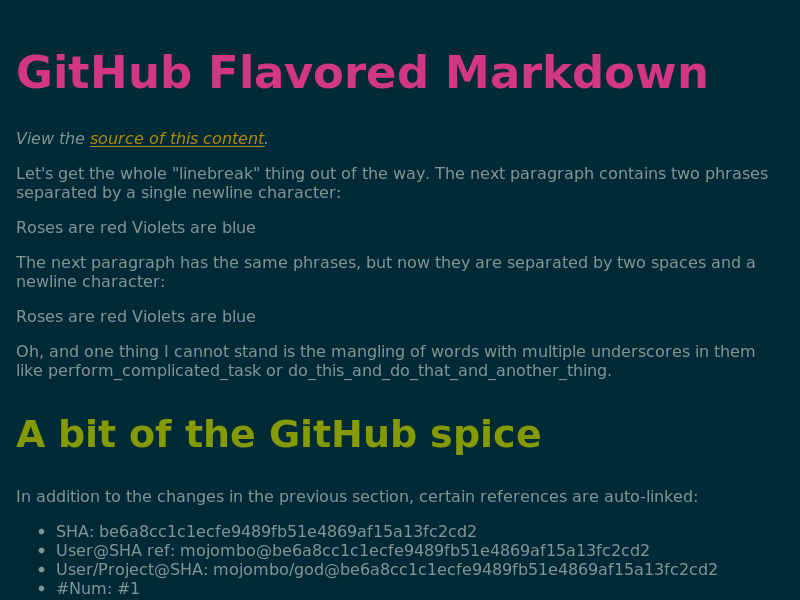 GitHub Flavored Markdown
View the source of this content.
Let's get the whole "linebreak" thing out of the way. The next paragraph contains two phrases
separated by a single newline character:
Roses are red Violets are blue
The next paragraph has the same phrases, but now they are separated by two spaces and a
newline character:
Roses are red Violets are blue
Oh, and one thing I cannot stand is the mangling of words with multiple underscores in them
like perform_complicated_task or do_this_and_do_that_and_another_thing.
A bit of the GitHub spice
In addition to the changes in the previous section, certain references are auto-linked:
• SHA: be6a8cc1c1ecfe9489fb51e4869af15a13fc2cd2
• User@SHA ref: mojombo@be6a8cc1c1ecfe9489fb51e4869af15a13fc2cd2
• User/Project@SHA: mojombo/god@be6a8cc1c1ecfe9489fb51e4869af15a13fc2cd2
• #Num: #1